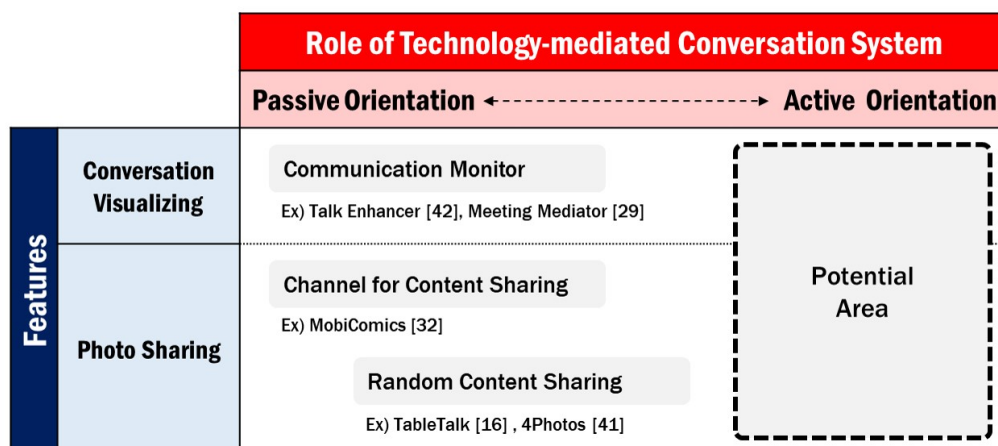 Role of Technology-mediated Conversation System
Passive Orientation
Active Orientation
Features
Conversation
Visualizing
Communication Monitor
Ex) Talk Enhancer [42], Meeting Mediator [29]
Photo Sharing
Channel for Content Sharing
Ex) MobiComics [32]
Random Content Sharing
Ex) TableTalk [16] , 4Photos [41]
Potential
Area